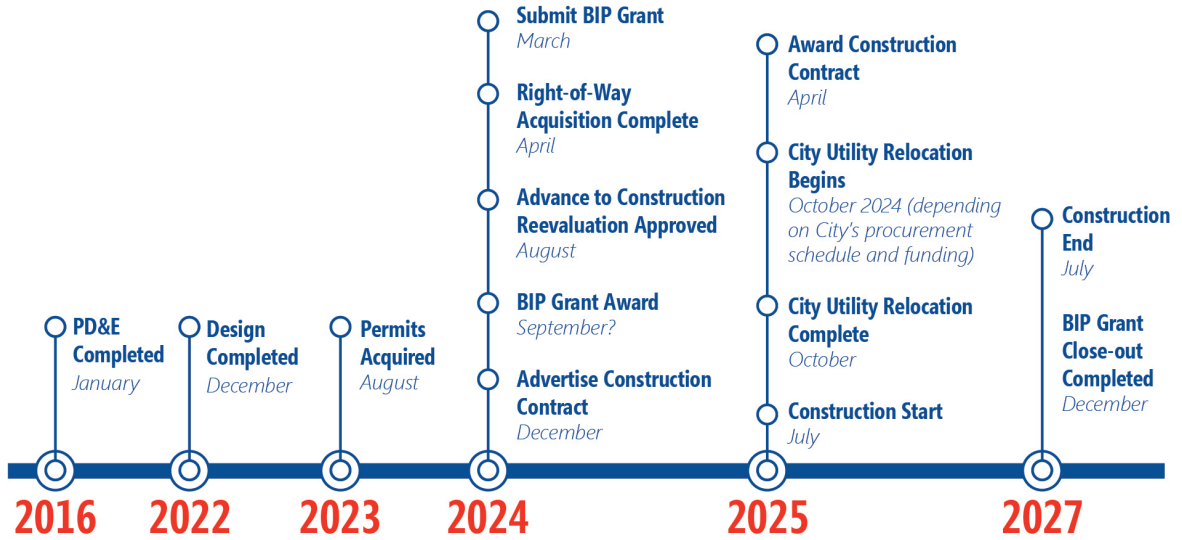 PD&E
Completed
January
Design
Completed
December
Permits
Acquired
August
Submit BIP Grant
March
Right-of-Way
Acquisition Complete
April
Advance to Construction
Reevaluation Approved
August
BIP Grant Award
September?
Advertise Construction
Contract
December
Award Construction
Contract
April
City Utility Relocation
Begins
October 2024 (depending
on City's procurement
schedule and funding)
City Utility Relocation
Complete
October
Construction Start
July
Construction
End
July
BIP Grant
Close-out
Completed
December
2016
2022
2023
2024
2025
2027